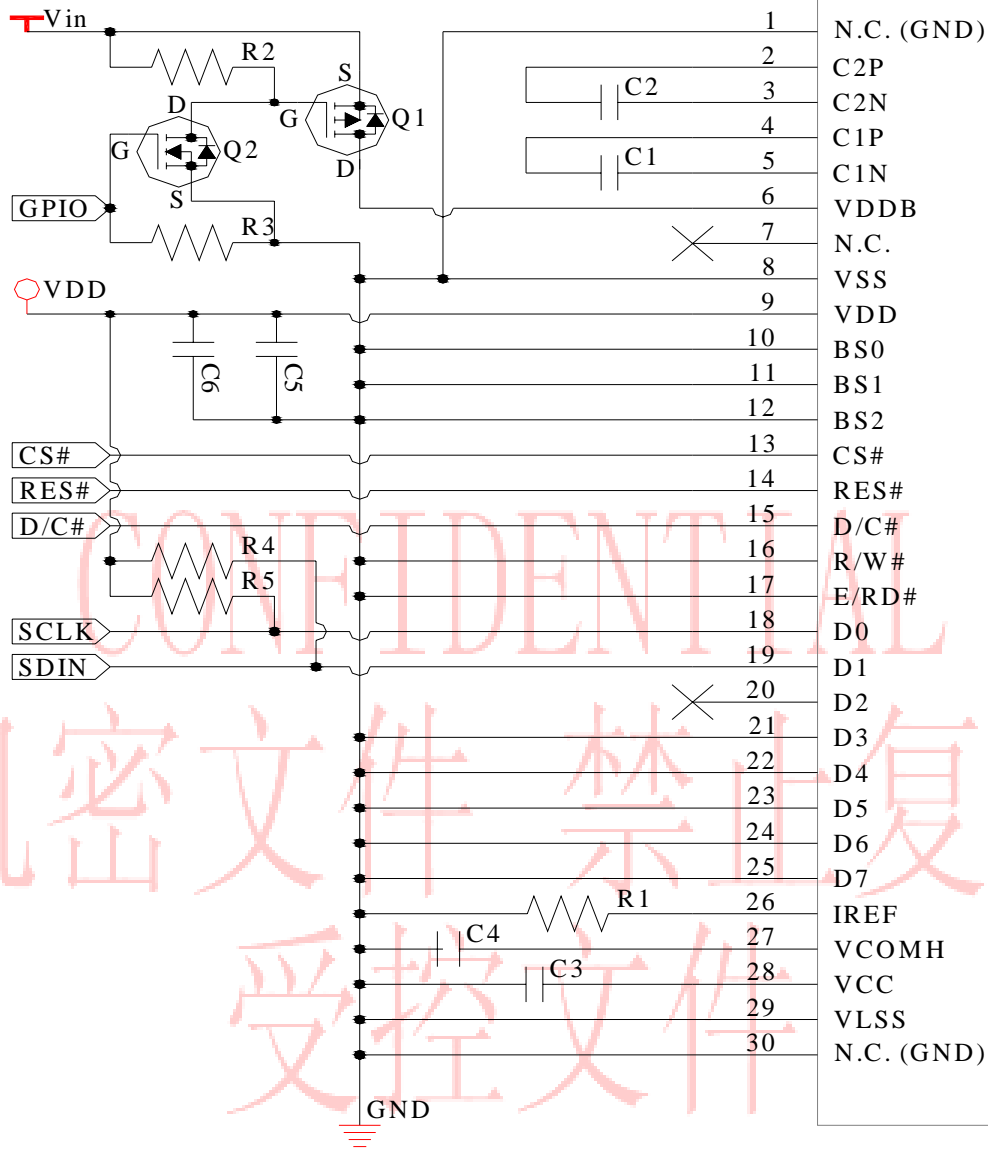 Vin
1 N.C. (GND)
R2
2 C2P
S
C2
3 C2N
D
G
Q1
4 C1P
G
Q2
C1
5 C1N
D
S
GPIO
6 VDDB
R3
7 N.C.
8 VSS
VDD
9 VDD
10 BS0
C6
C5
11 BS1
12 BS2
CS#
13 CS#
RES#
14 RES#
D/C#
15 D/C#
R4
16 R/W#
R5
17 E/RD#
SCLK
18 D0
SDIN
19 D1
20 D2
21 D3
22 D4
23 D5
24 D6
25 D7
R1
26 IREF
C4
27 VCOMH
C3
28 VCC
29 VLSS
30 N.C. (GND)
GND
CONFIDENTIAL
机密文件 禁止复
受控文件